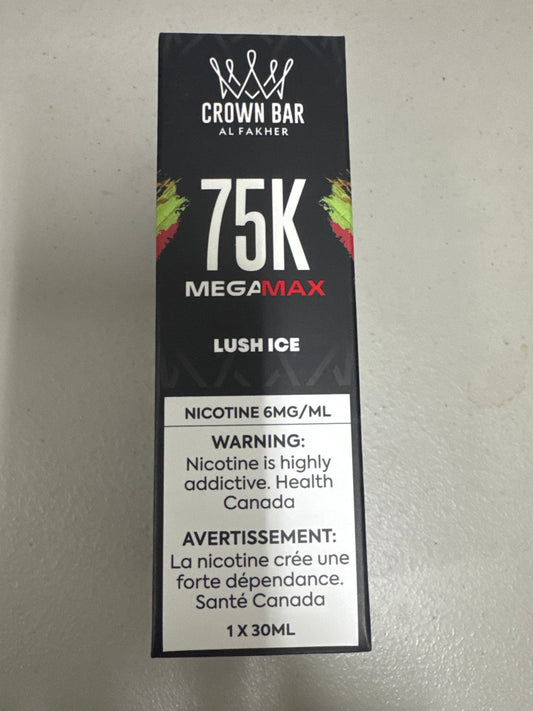 CROWN BAR
AL FAKHER
75K
MEGAMAX
LUSH ICE
NICOTINE 6MG/ML
WARNING:
Nicotine is highly
addictive. Health
Canada
AVERTISSEMENT:
La nicotine crée une
forte dépendance.
Santé Canada
1 X 30ML